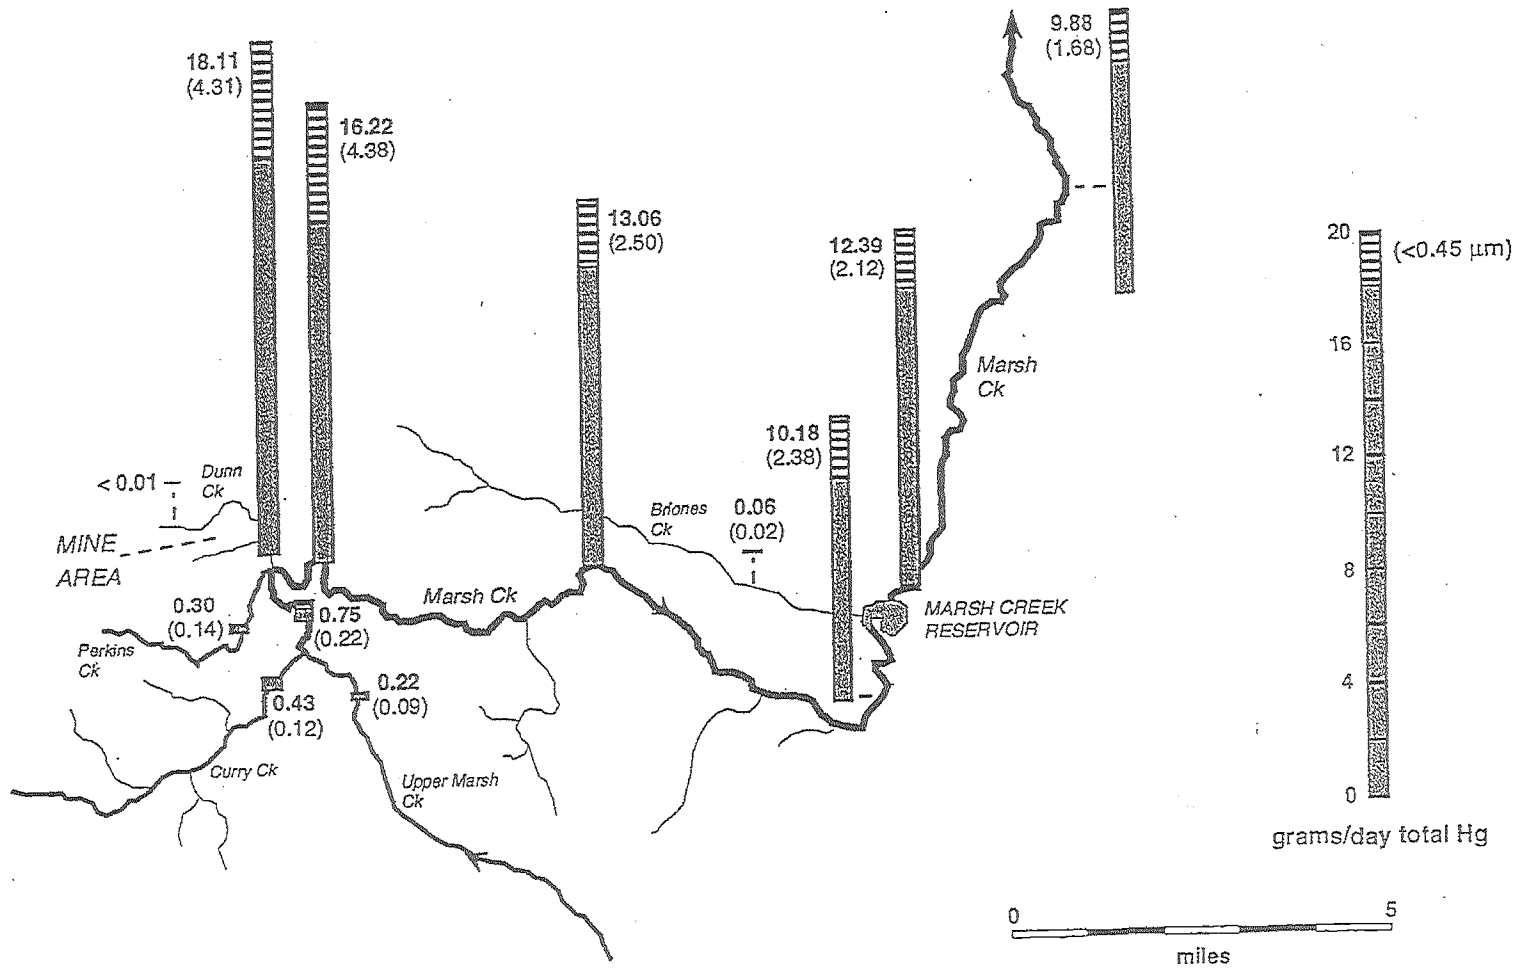 18.11
(4.31)
16.22
(4.38)
13.06
(2.50)
12.39
(2.12)
10.18
(2.38)
9.88
(1.68)
< 0.01
Dunn
Ck
MINE
AREA
Briones
Ck
0.06
(0.02)
Marsh
Ck
Marsh Ck
MARSH CREEK
RESERVOIR
0.30
(0.14)
0.75
(0.22)
Perkins
Ck
0.43
(0.12)
0.22
(0.09)
Curry Ck
Upper Marsh
Ck
20
(<0.45 µm)
16
12
8
4
0
grams/day total Hg
0
5
miles